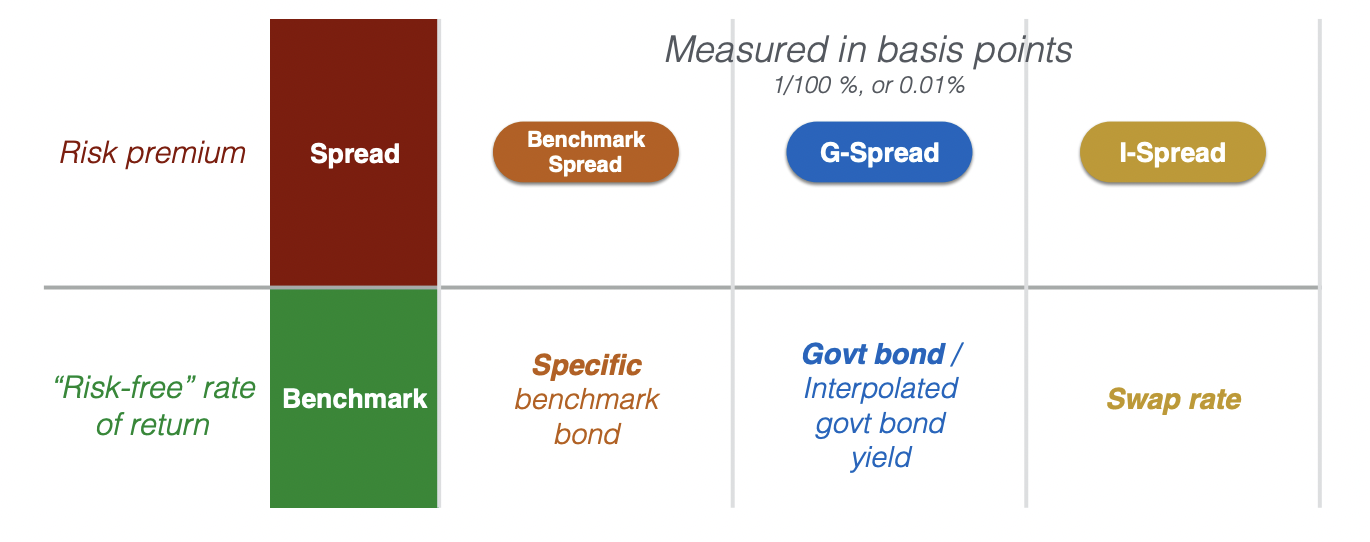 Measured in basis points
1/100 %, or 0.01%
Risk premium
Spread
Benchmark
Spread
G-Spread
I-Spread
“Risk-free” rate
of return
Benchmark
Specific
benchmark
bond
Govt bond /
Interpolated
govt bond
yield
Swap rate